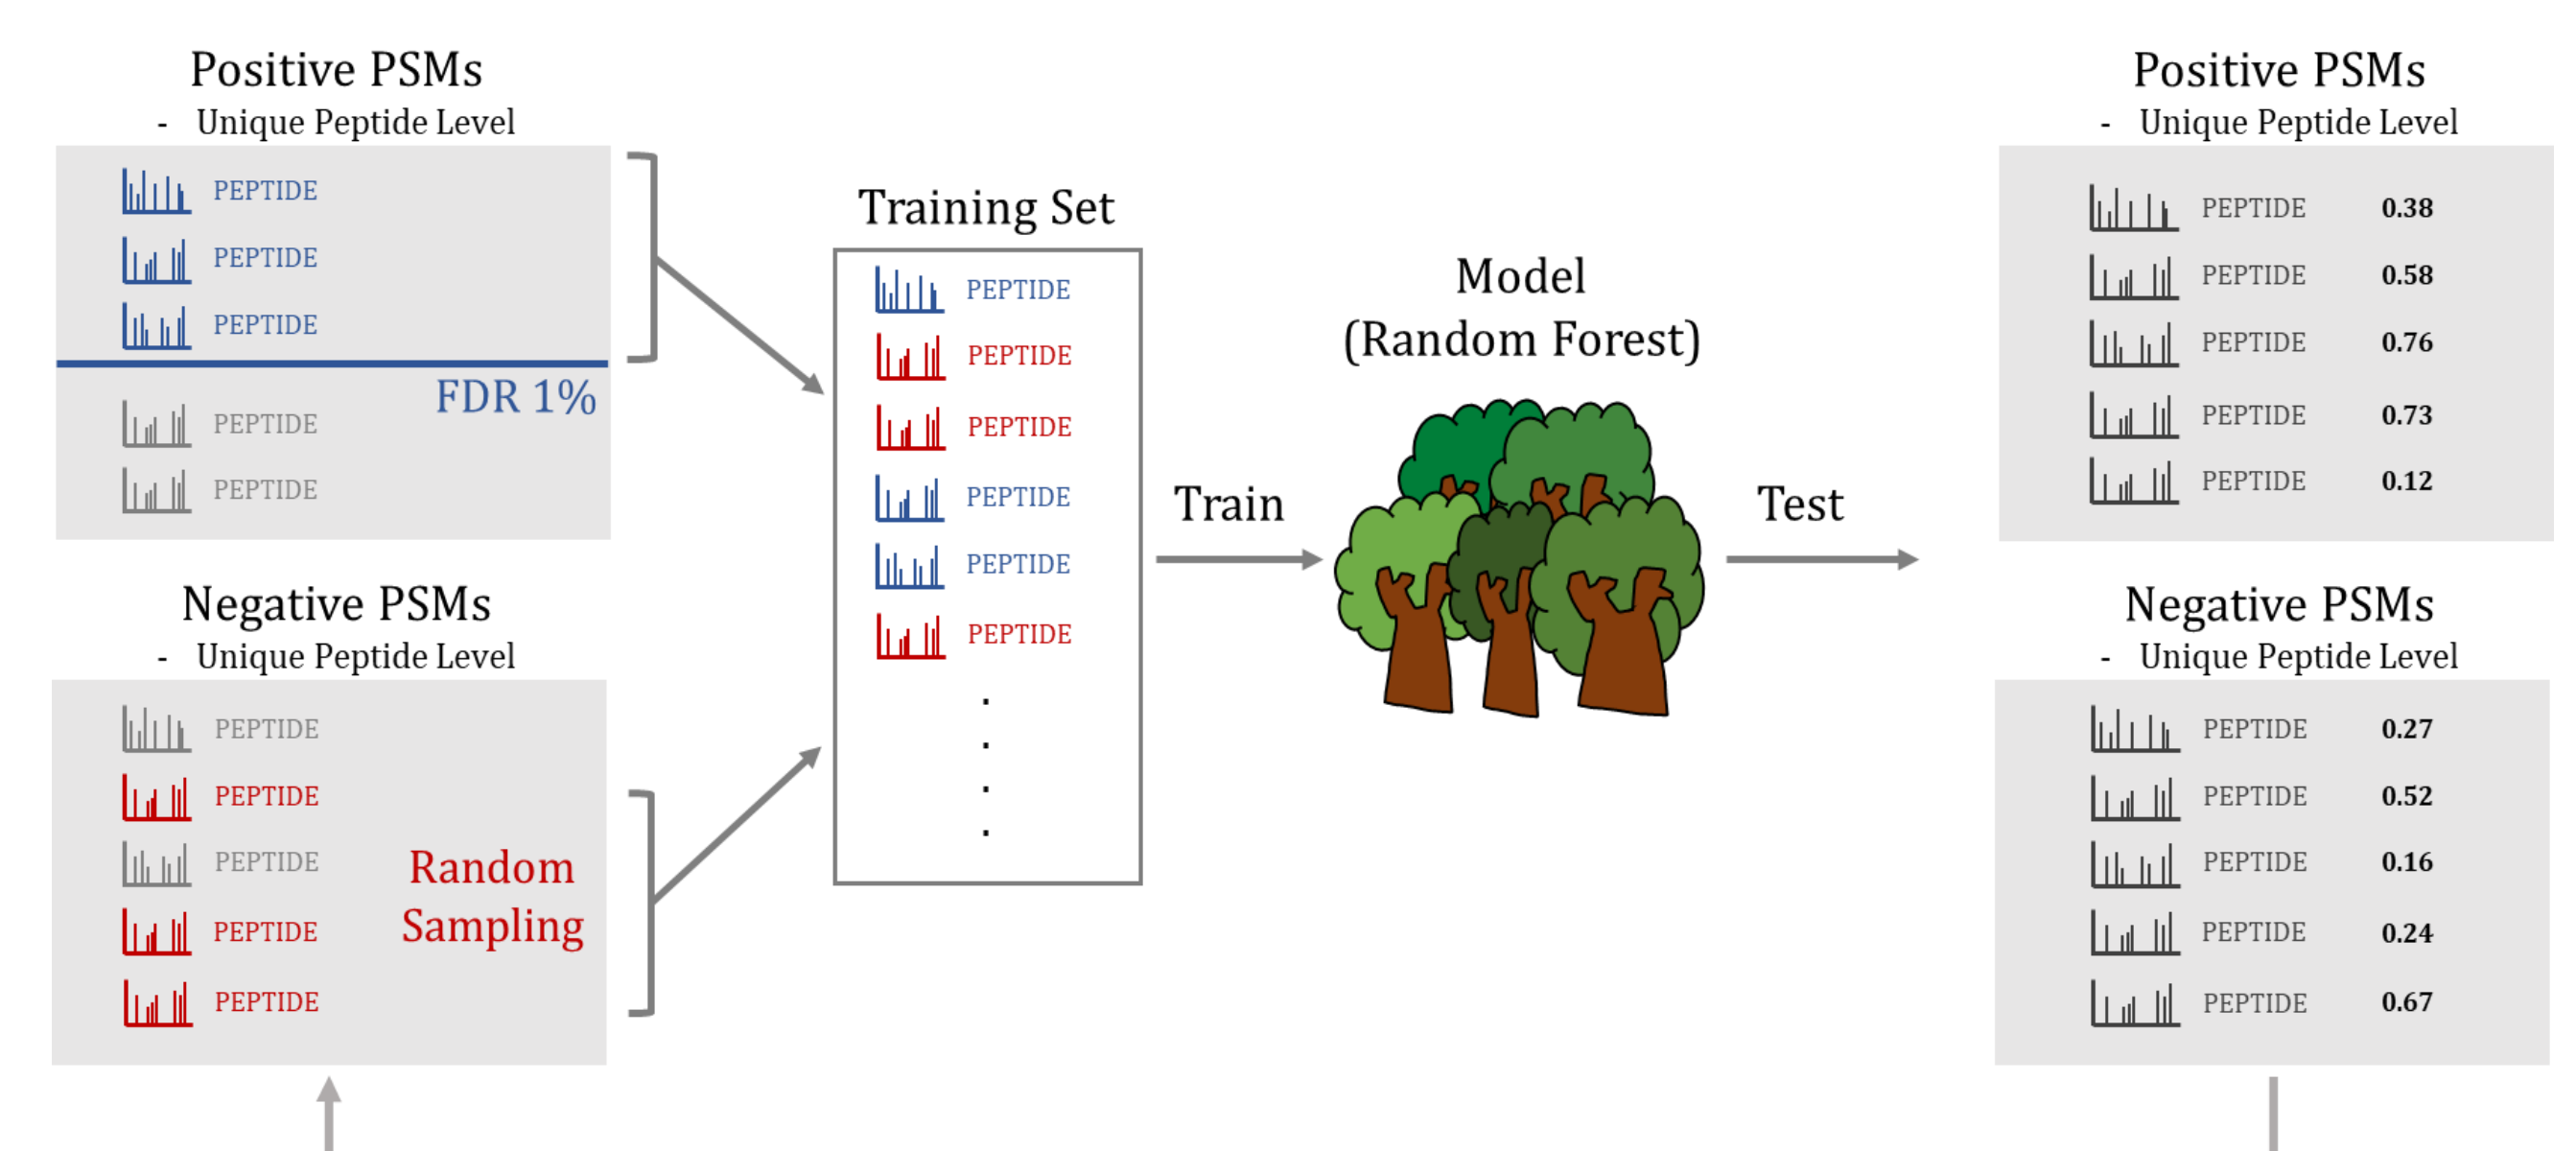 Positive PSMs
- Unique Peptide Level
PEPTIDE
PEPTIDE
PEPTIDE
FDR 1%
PEPTIDE
PEPTIDE
Negative PSMs
- Unique Peptide Level
PEPTIDE
PEPTIDE
PEPTIDE
PEPTIDE
PEPTIDE
Random
Sampling
Training Set
PEPTIDE
PEPTIDE
PEPTIDE
PEPTIDE
PEPTIDE
PEPTIDE
.
.
.
.
Train
Model
(Random Forest)
Test
Positive PSMs
- Unique Peptide Level
PEPTIDE 0.38
PEPTIDE 0.58
PEPTIDE 0.76
PEPTIDE 0.73
PEPTIDE 0.12
Negative PSMs
- Unique Peptide Level
PEPTIDE 0.27
PEPTIDE 0.52
PEPTIDE 0.16
PEPTIDE 0.24
PEPTIDE 0.67